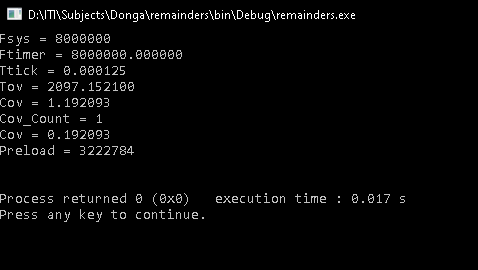 D:\ITI\Subjects\Donga\remainders\bin\Debug\remainders.exe
Fsys = 8000000
Ftimer = 8000000.000000
Ttick = 0.000125
Tov = 2097.152100
Cov = 1.192093
Cov_Count = 1
Cov = 0.192093
Preload = 3222784
Process returned 0 (0x0)   execution time : 0.017 s
Press any key to continue.